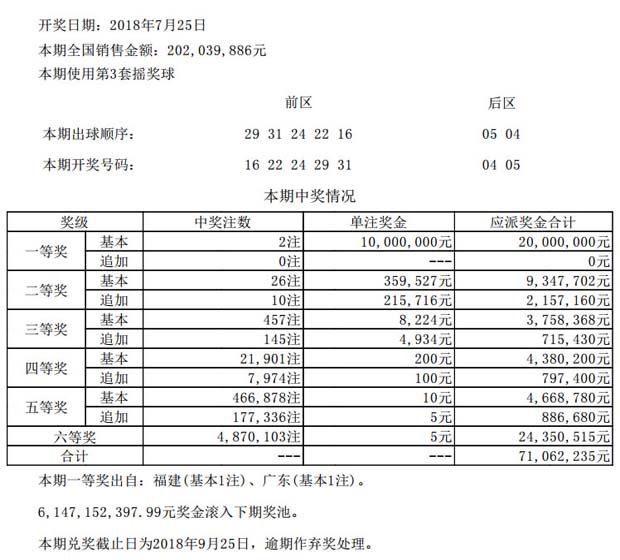 开奖日期：2018年7月25日
本期全国销售金额：202,039,886元
本期使用第3套摇奖球
前区 后区
本期出球顺序： 29 31 24 22 16 05 04
本期开奖号码： 16 22 24 29 31 04 05
本期中奖情况
奖级 中奖注数 单注奖金 应派奖金合计
一等奖 基本 2注 10,000,000元 20,000,000元
追加 0注 --- 0元
二等奖 基本 26注 359,527元 9,347,702元
追加 10注 215,716元 2,157,160元
三等奖 基本 457注 8,224元 3,758,368元
追加 145注 4,934元 715,430元
四等奖 基本 21,901注 200元 4,380,200元
追加 7,974注 100元 797,400元
五等奖 基本 466,878注 10元 4,668,780元
追加 177,336注 5元 886,680元
六等奖 4,870,103注 5元 24,350,515元
合计 --- --- 71,062,235元
本期一等奖出自：福建(基本1注)、广东(基本1注)。
6,147,152,397.99元奖金滚入下期奖池。
本期兑奖截止日为2018年9月25日，逾期作弃奖处理。